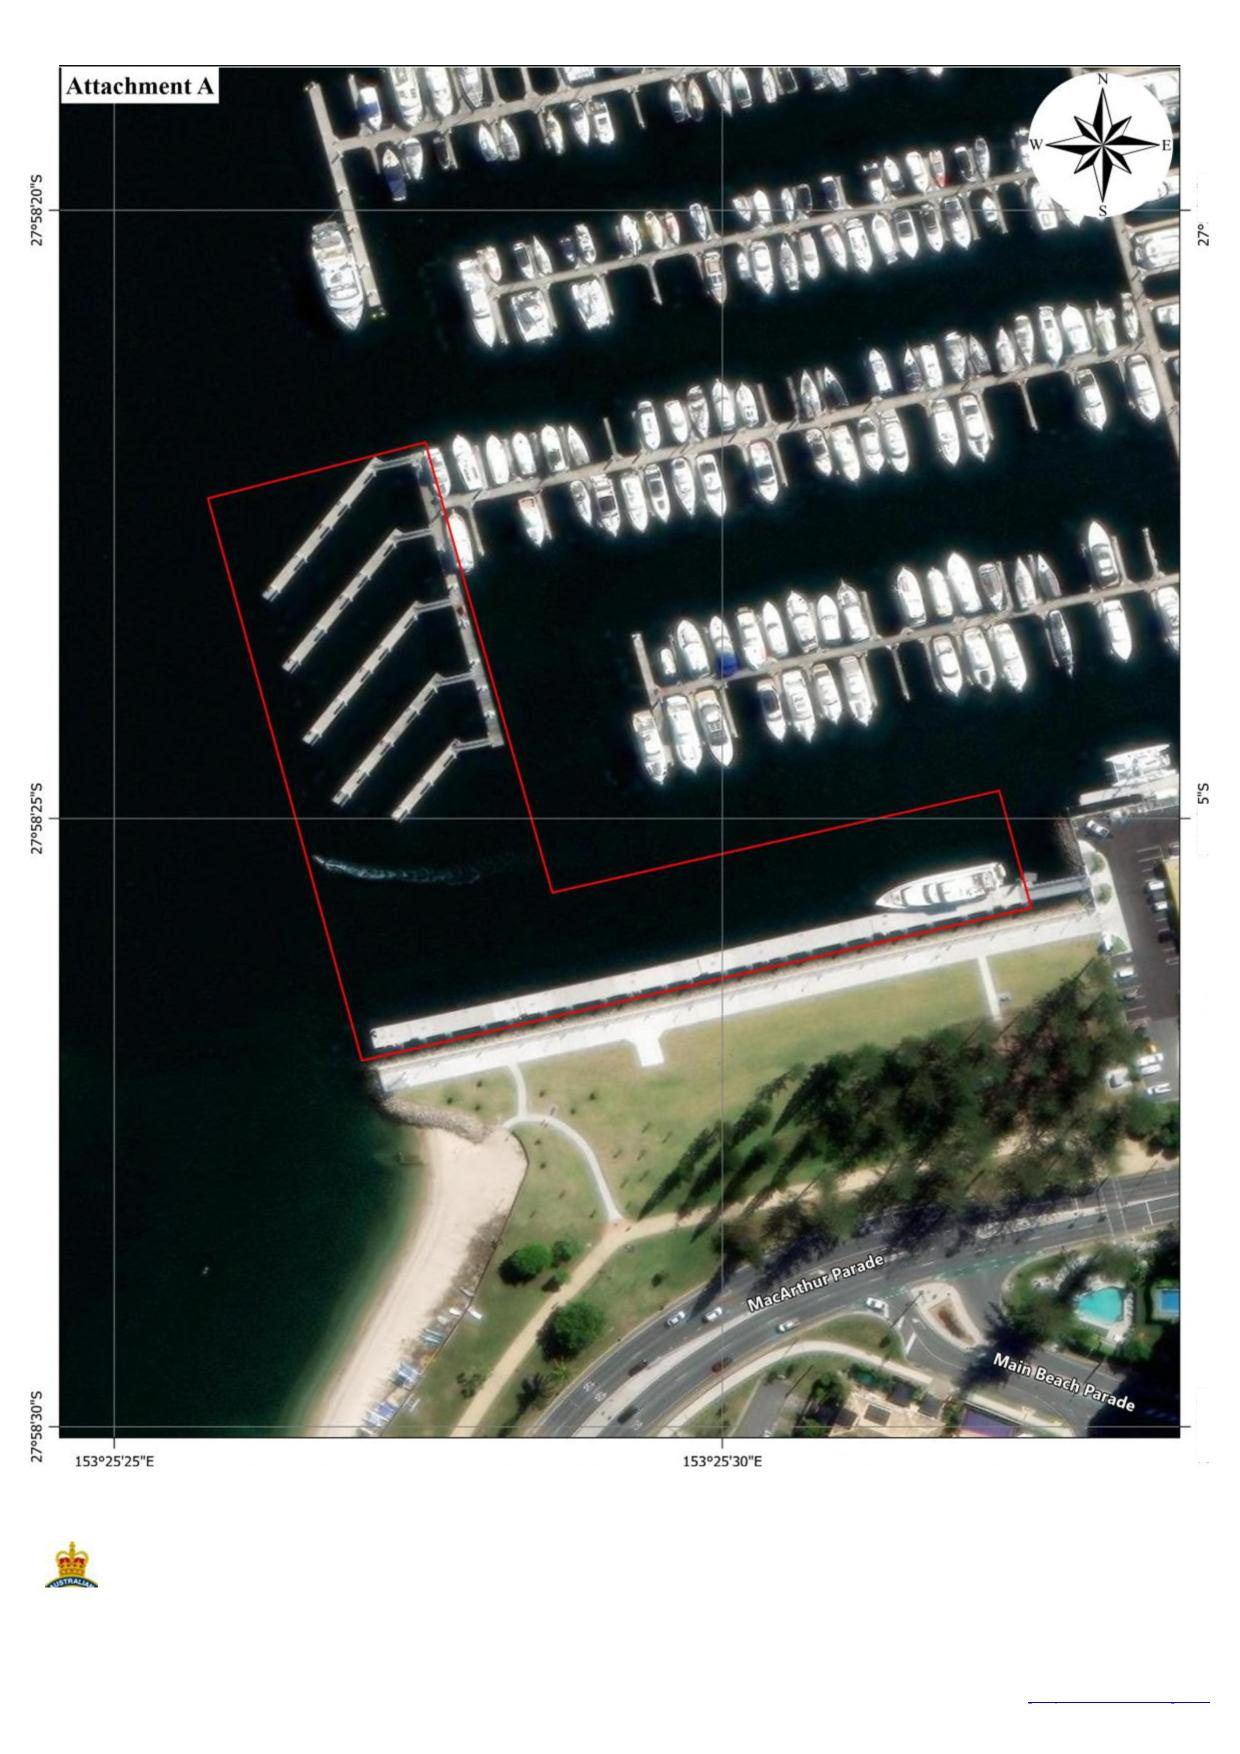 Attachment A
N
W
E
S
27°58'20"S
27°
27°58'25"S
5"S
MacArthur Parade
Main Beach Parade
27°58'30"S
153°25'25"E
153°25'30"E
AUSTRALIAN